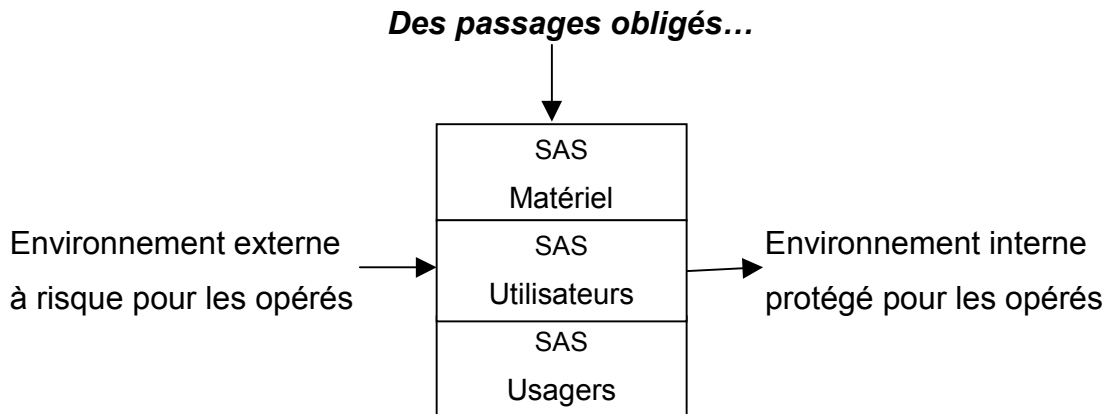 Des passages obligés…
SAS
Matériel
Environnement externe
à risque pour les opérés
SAS
Utilisateurs
Environnement interne
protégé pour les opérés
SAS
Usagers